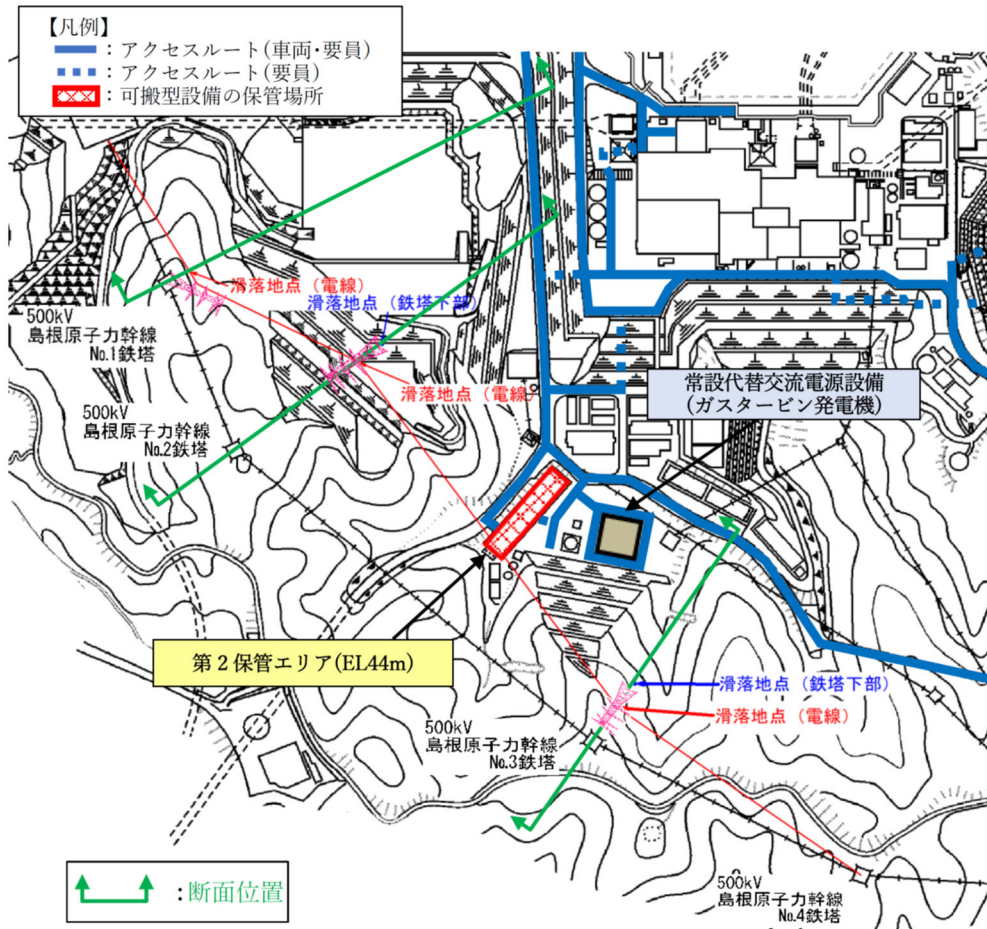 【凡例】
：アクセスルート(車両・要員)
：アクセスルート(要員)
：可搬型設備の保管場所
滑落地点（電線）
滑落地点（鉄塔下部）
500kV
島根原子力幹線
No.1鉄塔
滑落地点（電線
常設代替交流電源設備
(ガスタービン発電機)
500kV
島根原子力幹線
No.2鉄塔
第２保管エリア(EL44m)
滑落地点（鉄塔下部）
滑落地点（電線）
500kV
島根原子力幹線
No.3鉄塔
：断面位置
500kV
島根原子力幹線
No.4鉄塔